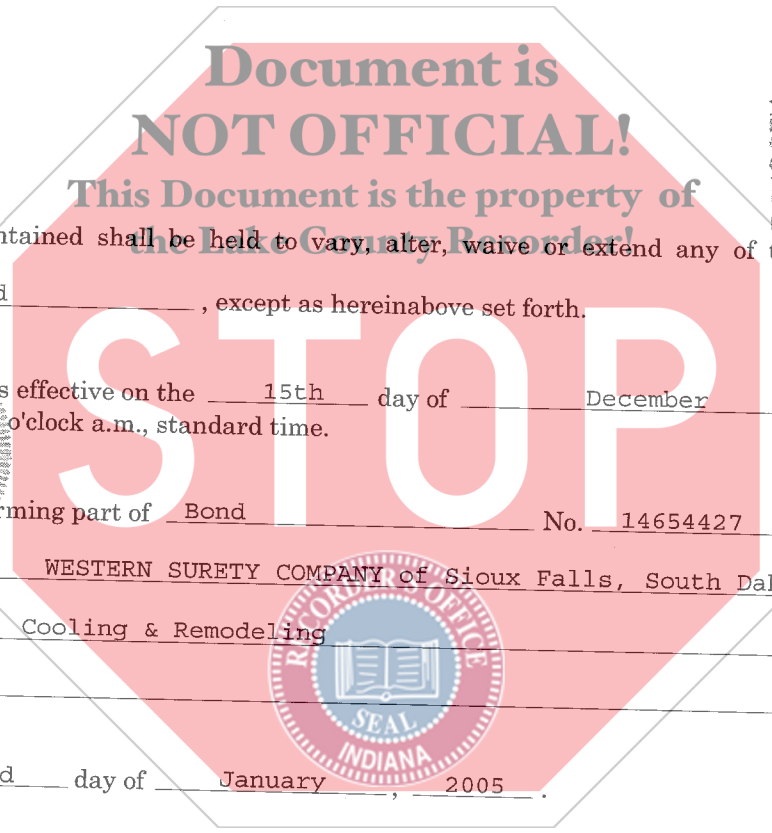 Document is
NOT OFFICIAL!
This Document is the property of
the Lake County Recorder!
ntained shall be held to vary, alter, waive or extend any of t
d , except as hereinabove set forth.
STOP
s effective on the 15th day of December
o'clock a.m., standard time.
rming part of Bond No. 14654427
WESTERN SURETY COMPANY of Sioux Falls, South Dal
Cooling & Remodeling
RECORDER'S OFFICE
SEAL
INDIANA
d day of January , 2005 .